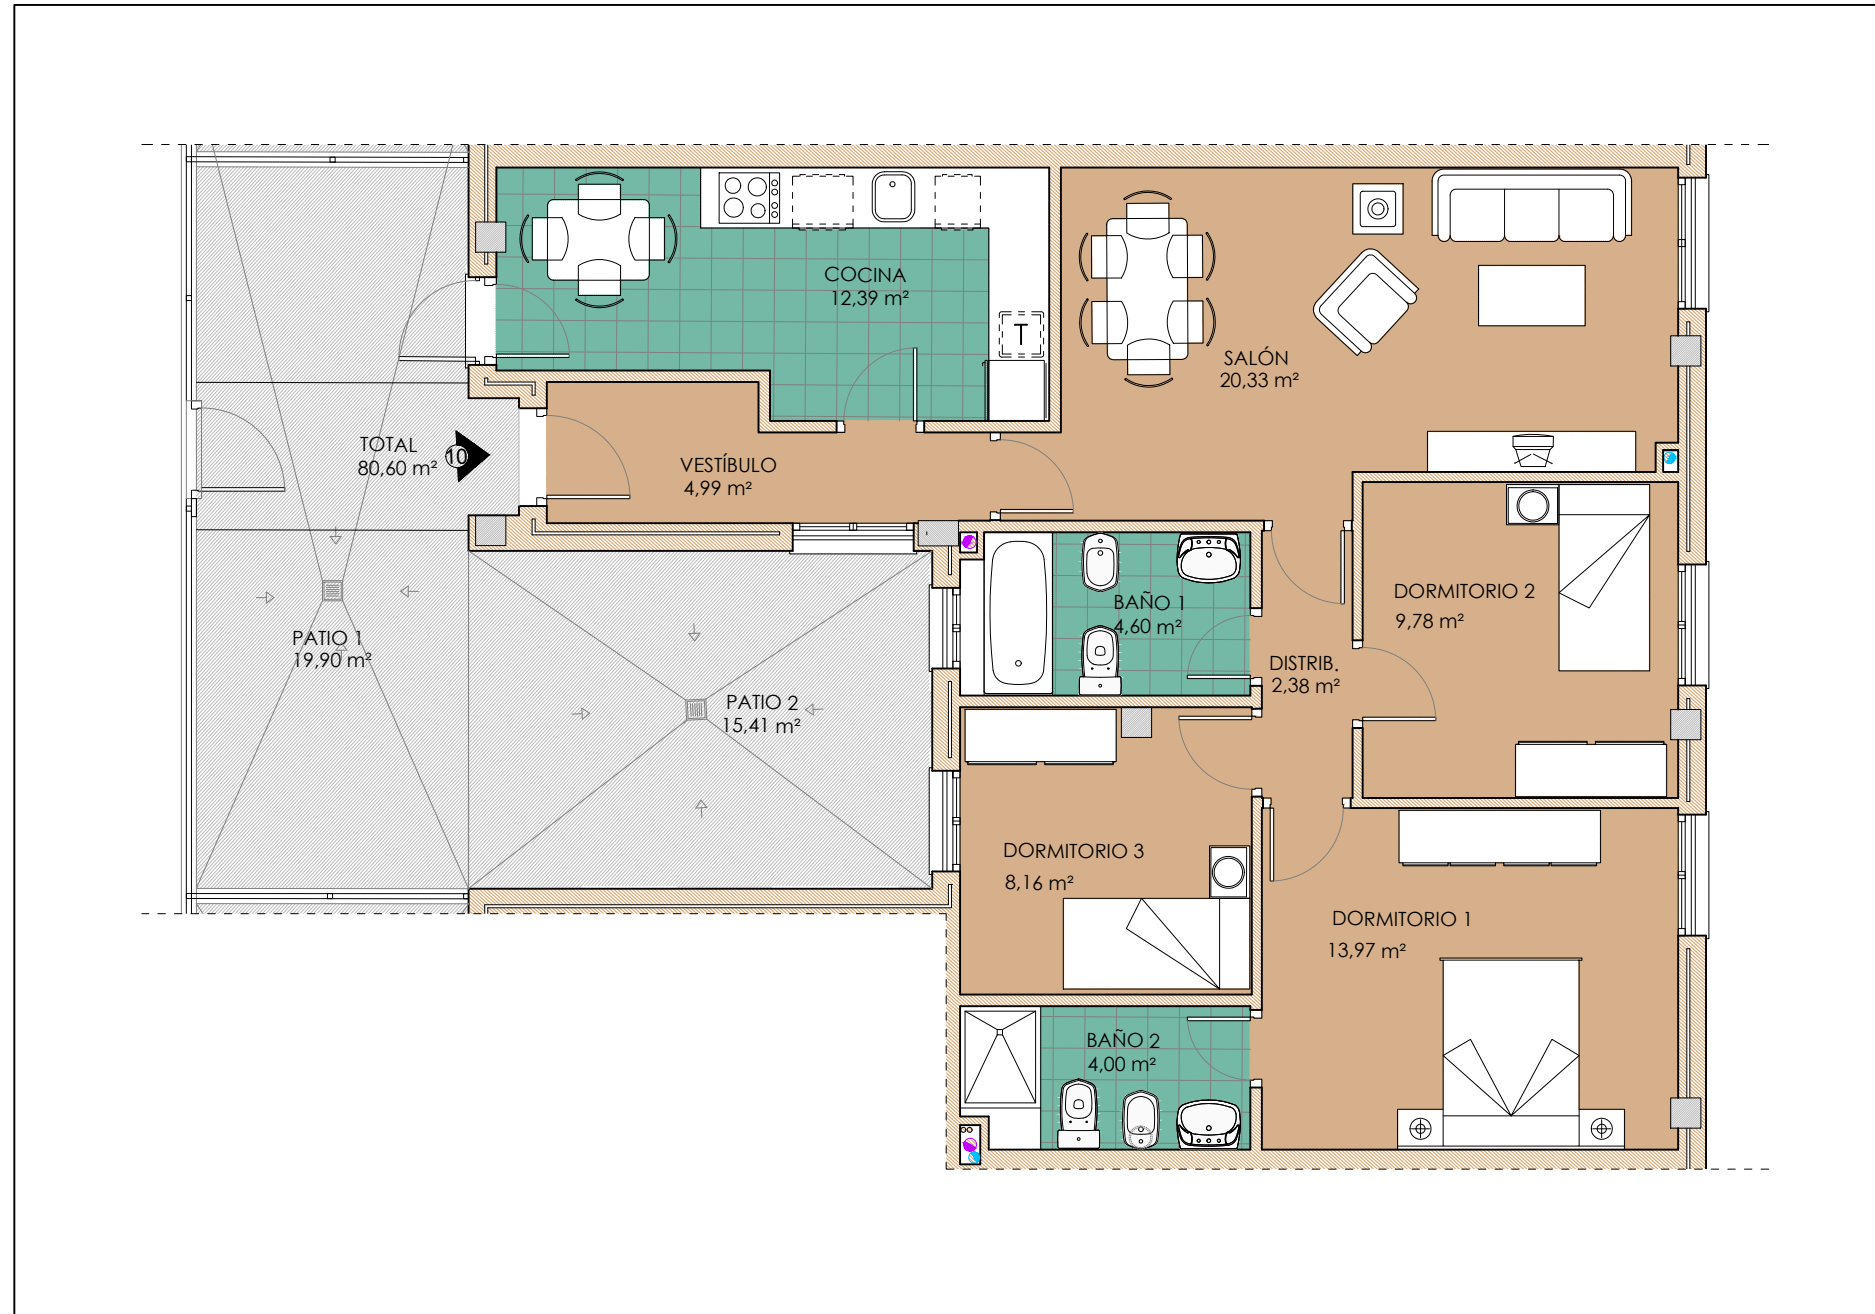 COCINA
12,39 m²
T
SALÓN
20,33 m²
TOTAL
80,60 m²
10
VESTÍBULO
4,99 m²
DORMITORIO 2
9,78 m²
BAÑO 1
4,60 m²
PATIO 1
19,90 m²
DISTRIB.
2,38 m²
PATIO 2
15,41 m²
DORMITORIO 3
8,16 m²
DORMITORIO 1
13,97 m²
BAÑO 2
4,00 m²